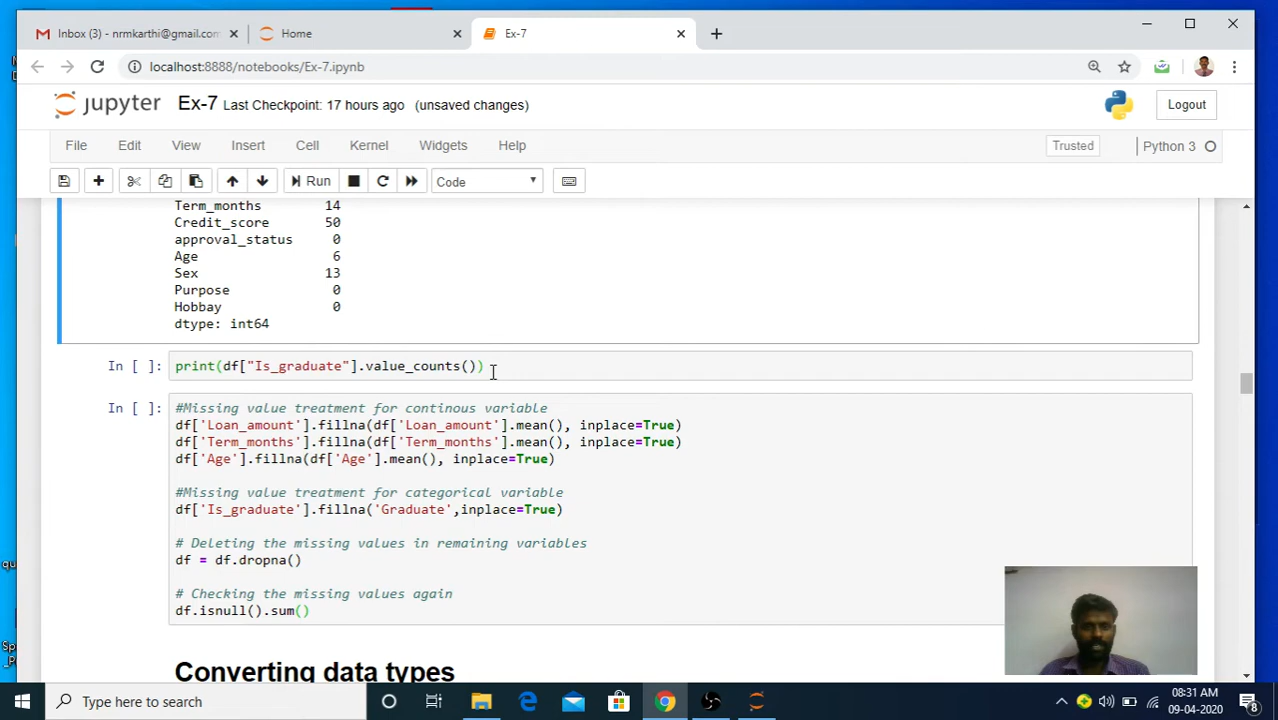 Inbox (3) - nrmkarthi@gmail.com
Home
Ex-7
localhost:8888/notebooks/Ex-7.ipynb
jupyter Ex-7 Last Checkpoint: 17 hours ago (unsaved changes)
Logout
File Edit View Insert Cell Kernel Widgets Help
Trusted
Python 3
Run
Code
Term_months 14
Credit_score 50
approval_status 0
Age 6
Sex 13
Purpose 0
Hobbay 0
dtype: int64
In [ ]: print(df["Is_graduate"].value_counts())
In [ ]: #Missing value treatment for continous variable
df['Loan_amount'].fillna(df['Loan_amount'].mean(), inplace=True)
df['Term_months'].fillna(df['Term_months'].mean(), inplace=True)
df['Age'].fillna(df['Age'].mean(), inplace=True)
#Missing value treatment for categorical variable
df['Is_graduate'].fillna('Graduate',inplace=True)
# Deleting the missing values in remaining variables
df = df.dropna()
# Checking the missing values again
df.isnull().sum()
Converting data types
Type here to search
08:31 AM
09-04-2020
8